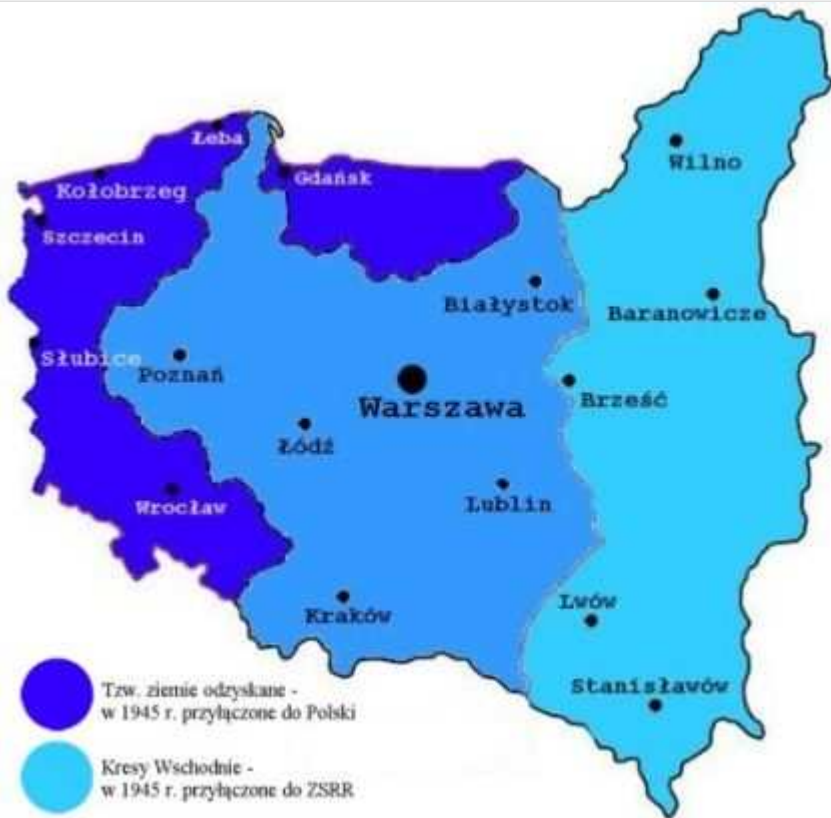 Łeba
Wilno
Kołobrzeg
Gdańsk
Szczecin
Białystok
Baranowicze
Słubice
Poznań
Warszawa
Brześć
Łódź
Wrocław
Lublin
Kraków
Lwów
Stanisławów
Tzw. ziemie odzyskane -
w 1945 r. przyłączone do Polski
Kresy Wschodnie -
w 1945 r. przyłączone do ZSRR